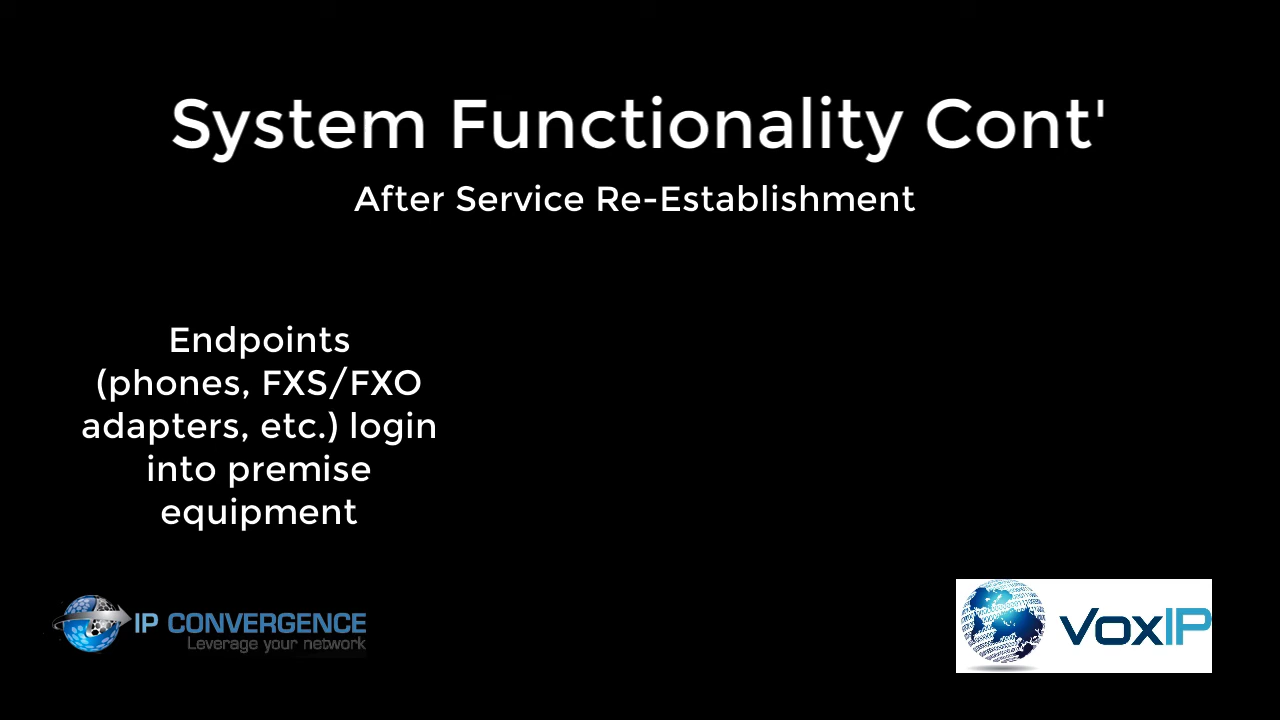 System Functionality Cont'
After Service Re-Establishment
Endpoints
(phones, FXS/FXO
adapters, etc.) login
into premise
equipment
IP CONVERGENCE
Leverage your network
VoxIP